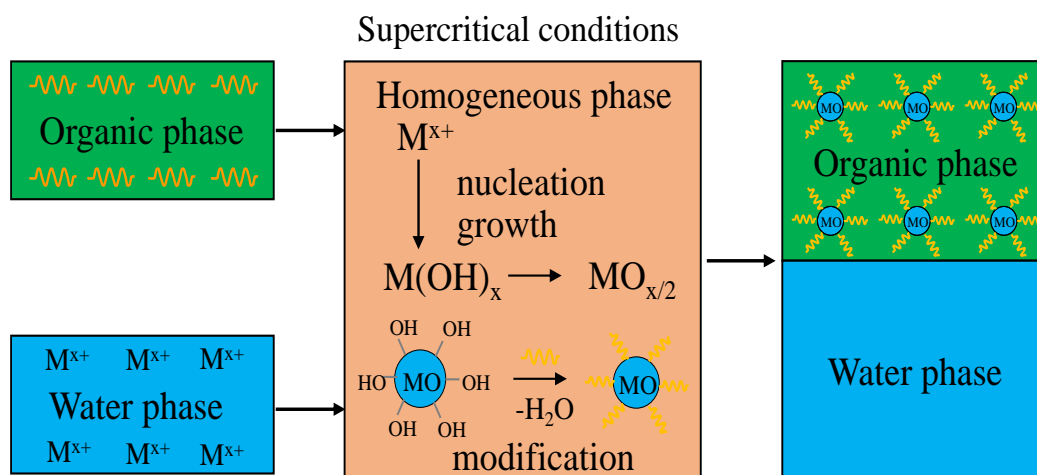 Supercritical conditions
Organic phase
Mˣ⁺ Mˣ⁺ Mˣ⁺
Water phase
Mˣ⁺ Mˣ⁺ Mˣ⁺
Homogeneous phase
Mˣ⁺
nucleation
growth
M(OH)ₓ MOₓ/₂
OH OH
HO MO OH
OH OH
-H₂O
MO
modification
MO MO MO
Organic phase
MO MO MO
Water phase